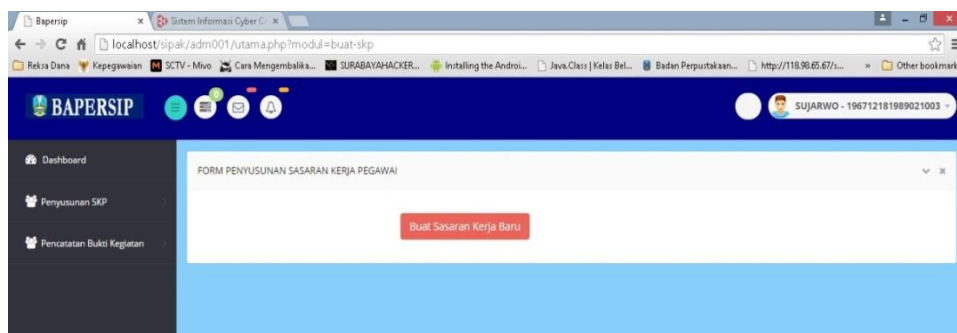 Bapersip
Sistem Informasi Cyber C
localhost/sipak/adm001/utama.php?modul=buat-skp
Reksa Dana Kepegawaian SCTV - Mivo Cara Mengembalika... SURABAYAHACKER... Installing the Androi... Java.Class | Kelas Bel... Badan Perpustakaan... http://118.98.65.67/s... » Other bookmark
BAPERSIP
0
SUJARWO - 196712181989021003
Dashboard
FORM PENYUSUNAN SASARAN KERJA PEGAWAI
Penyusunan SKP
Buat Sasaran Kerja Baru
Pencatatan Bukti Kegiatan